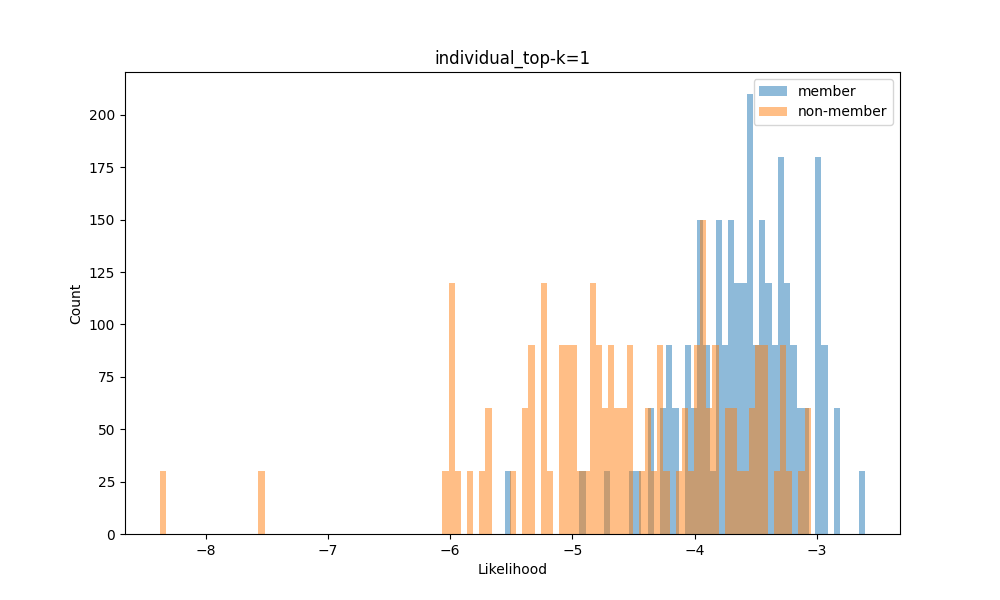 individual_top-k=1
member
non-member
200
175
150
125
100
75
50
25
0
Count
−8 −7 −6 −5 −4 −3
Likelihood